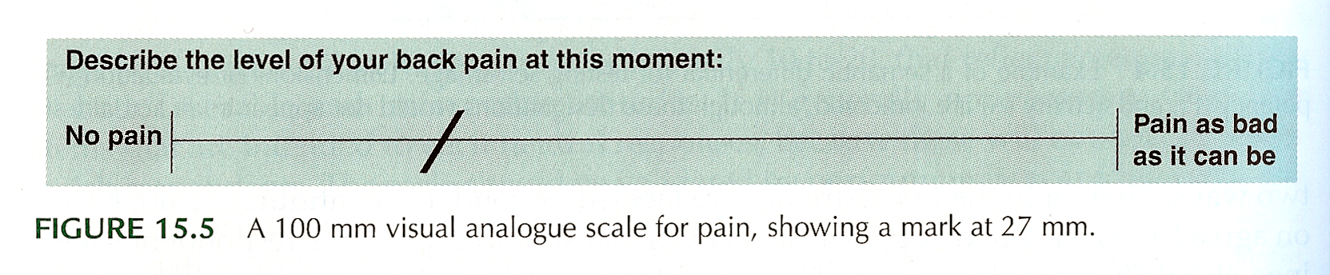 Describe the level of your back pain at this moment:
No pain
Pain as bad
as it can be
FIGURE 15.5 A 100 mm visual analogue scale for pain, showing a mark at 27 mm.